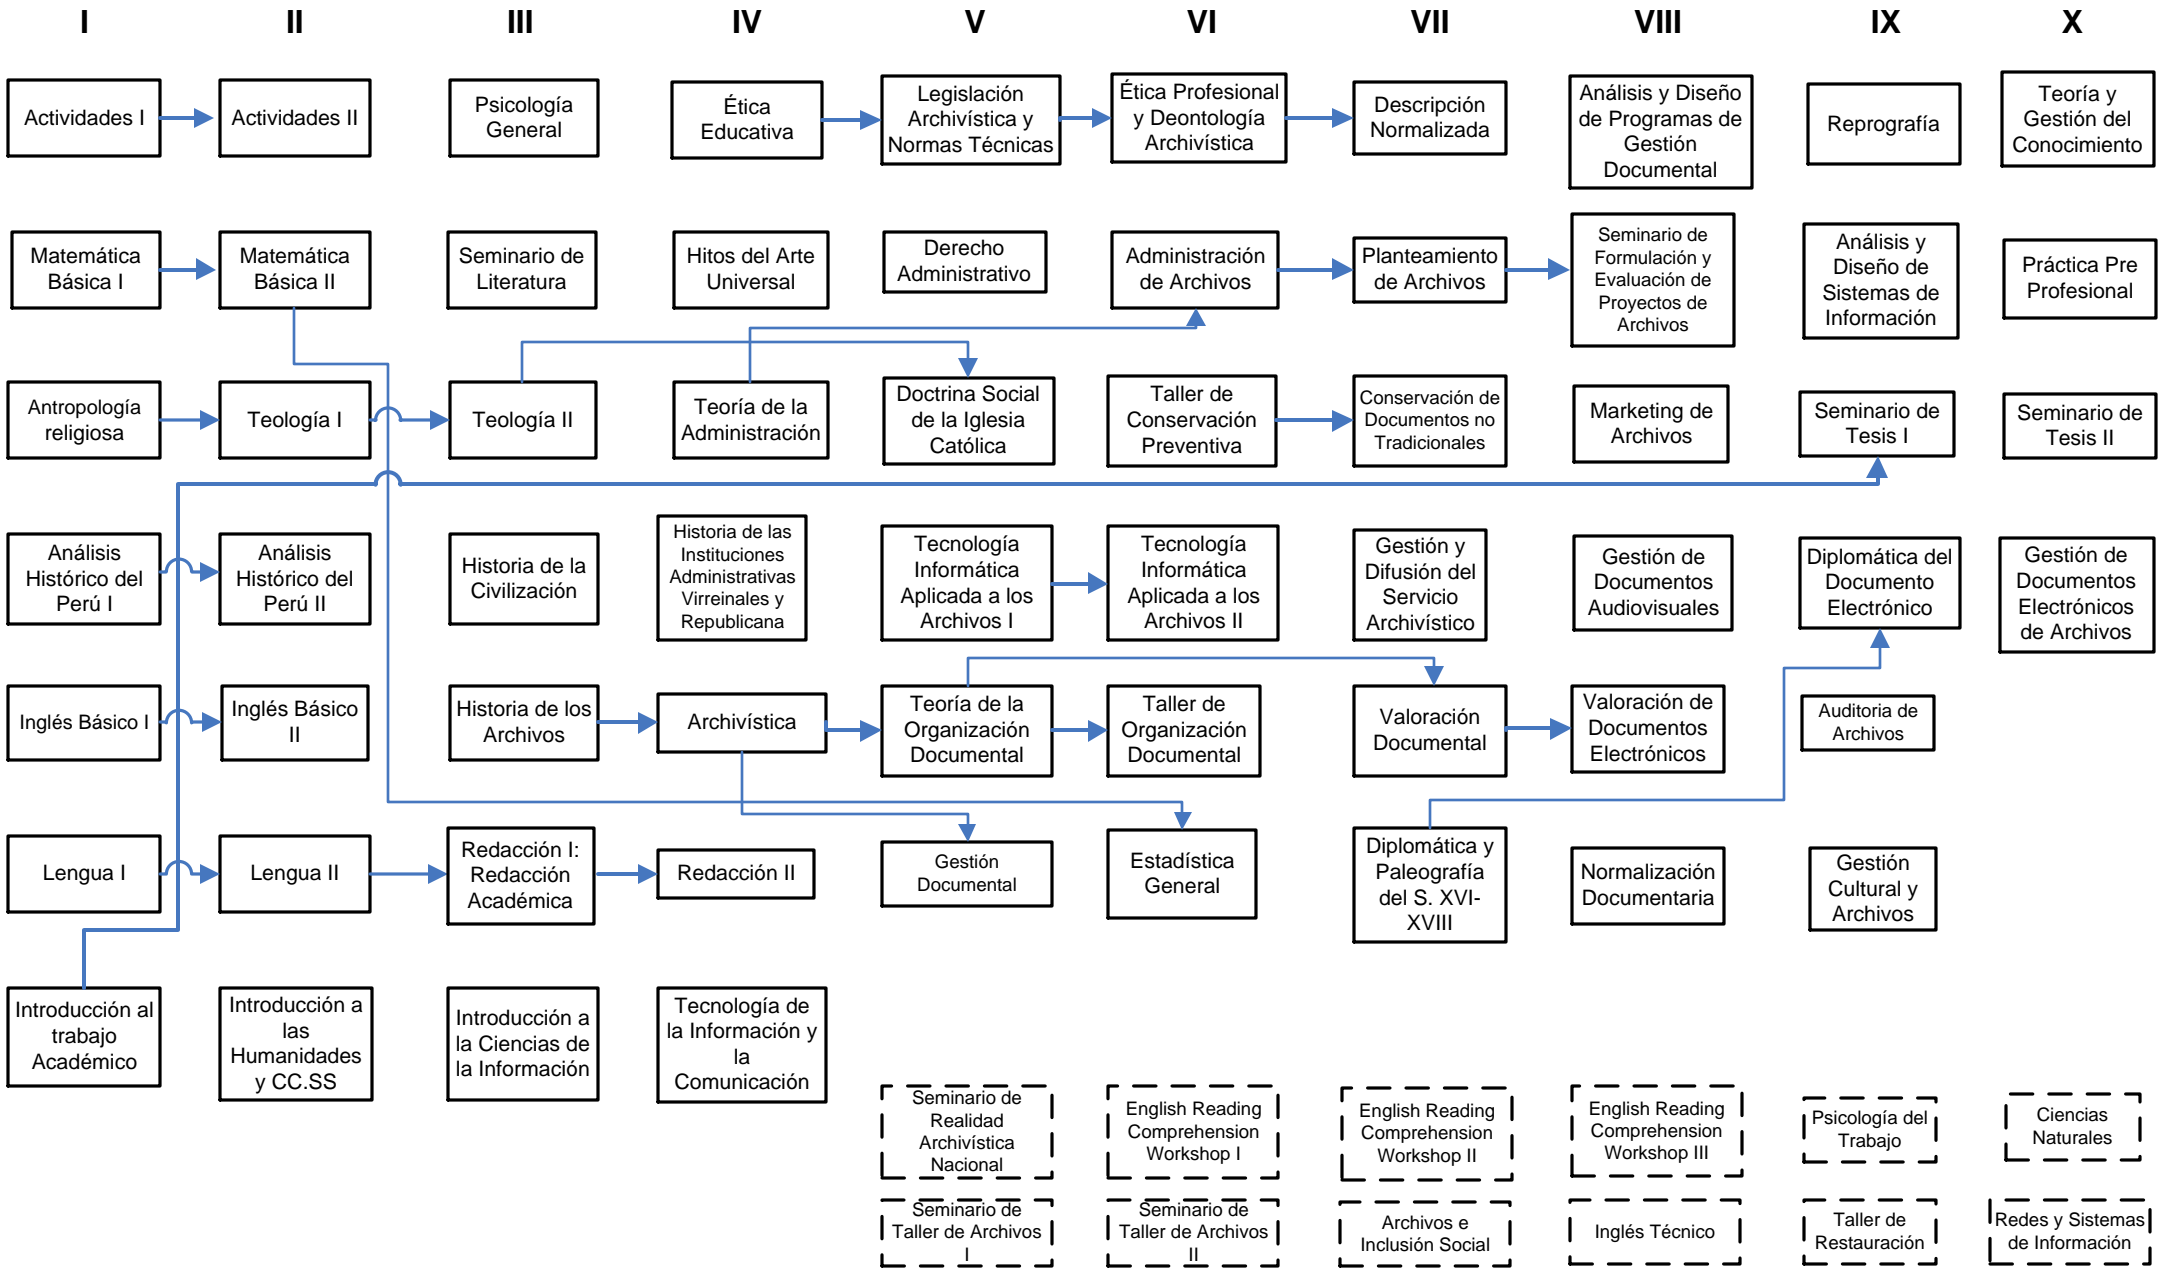 I II III IV V VI VII VIII IX X
Actividades I
Actividades II
Psicología
General
Ética
Educativa
Legislación
Archivística y
Normas Técnicas
Ética Profesional
y Deontología
Archivística
Descripción
Normalizada
Análisis y Diseño
de Programas de
Gestión
Documental
Reprografía
Teoría y
Gestión del
Conocimiento
Matemática
Básica I
Matemática
Básica II
Seminario de
Literatura
Hitos del Arte
Universal
Derecho
Administrativo
Administración
de Archivos
Planteamiento
de Archivos
Seminario de
Formulación y
Evaluación de
Proyectos de
Archivos
Análisis y
Diseño de
Sistemas de
Información
Práctica Pre
Profesional
Antropología
religiosa
Teología I
Teología II
Teoría de la
Administración
Doctrina Social
de la Iglesia
Católica
Taller de
Conservación
Preventiva
Conservación de
Documentos no
Tradicionales
Marketing de
Archivos
Seminario de
Tesis I
Seminario de
Tesis II
Análisis
Histórico del
Perú I
Análisis
Histórico del
Perú II
Historia de la
Civilización
Historia de las
Instituciones
Administrativas
Virreinales y
Republicana
Tecnología
Informática
Aplicada a los
Archivos I
Tecnología
Informática
Aplicada a los
Archivos II
Gestión y
Difusión del
Servicio
Archivístico
Gestión de
Documentos
Audiovisuales
Diplomática del
Documento
Electrónico
Gestión de
Documentos
Electrónicos
de Archivos
Inglés Básico I
Inglés Básico
II
Historia de los
Archivos
Archivística
Teoría de la
Organización
Documental
Taller de
Organización
Documental
Valoración
Documental
Valoración de
Documentos
Electrónicos
Auditoria de
Archivos
Lengua I
Lengua II
Redacción I:
Redacción
Académica
Redacción II
Gestión
Documental
Estadística
General
Diplomática y
Paleografía
del S. XVI-
XVIII
Normalización
Documentaria
Gestión
Cultural y
Archivos
Introducción al
trabajo
Académico
Introducción a
las
Humanidades
y CC.SS
Introducción a
la Ciencias de
la Información
Tecnología de
la Información y
la
Comunicación
Seminario de
Realidad
Archivística
Nacional
English Reading
Comprehension
Workshop I
English Reading
Comprehension
Workshop II
English Reading
Comprehension
Workshop III
Psicología del
Trabajo
Ciencias
Naturales
Seminario de
Taller de Archivos
I
Seminario de
Taller de Archivos
II
Archivos e
Inclusión Social
Inglés Técnico
Taller de
Restauración
Redes y Sistemas
de Información